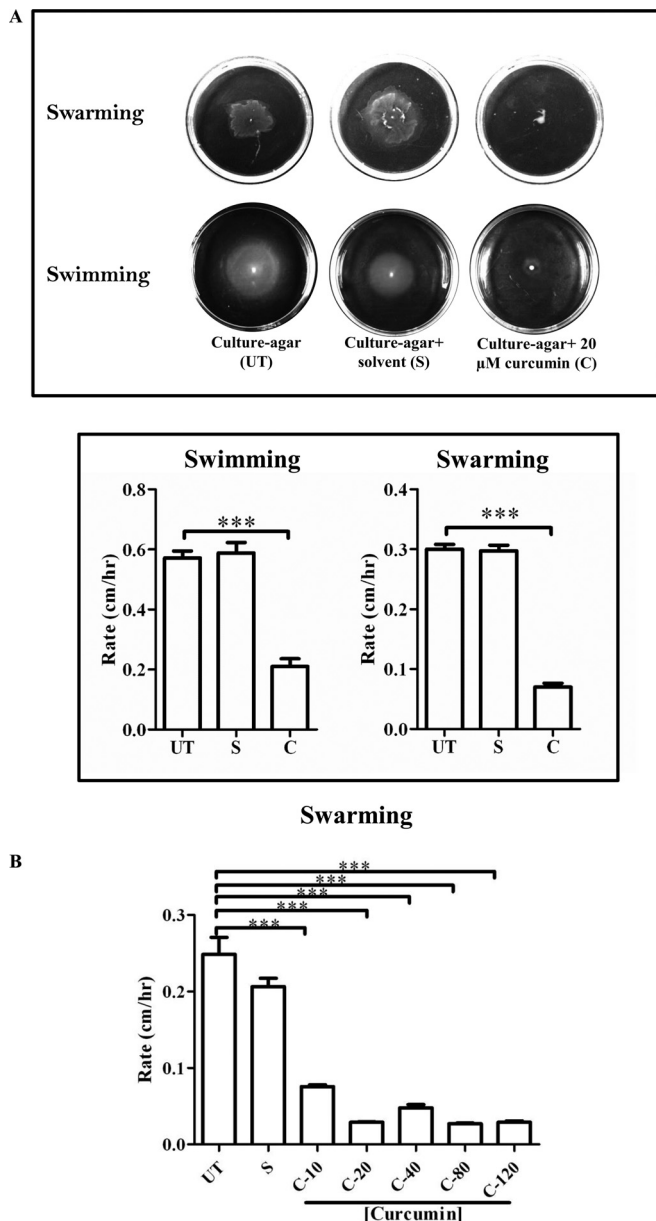 A
Swarming
Swimming
Culture-agar
(UT)
Culture-agar+
solvent (S)
Culture-agar+ 20
µM curcumin (C)
Swimming
***
0.8
0.6
0.4
0.2
0.0
Rate (cm/hr)
UT S C
Swarming
***
0.4
0.3
0.2
0.1
0.0
Rate (cm/hr)
UT S C
Swarming
B
***
***
***
***
***
0.3
0.2
0.1
0.0
Rate (cm/hr)
UT S C-10 C-20 C-40 C-80 C-120
[Curcumin]